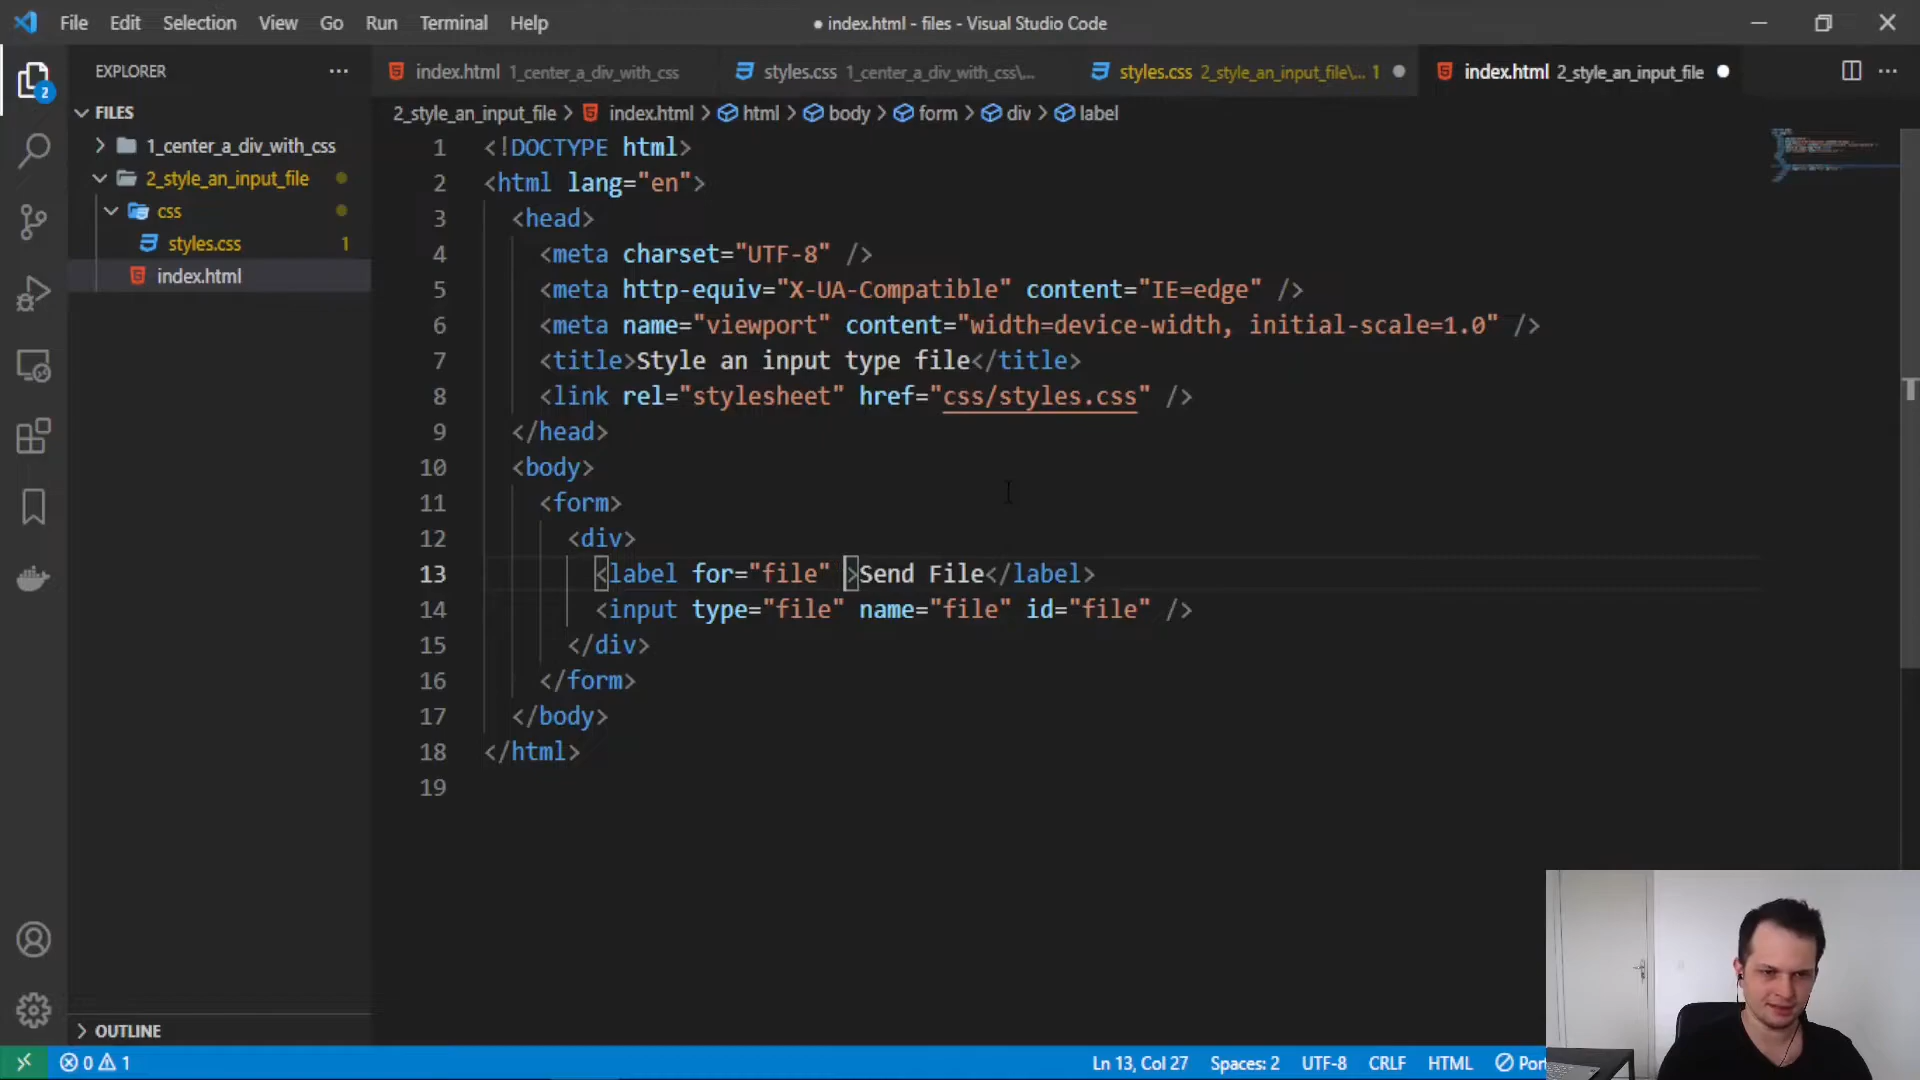 File Edit Selection View Go Run Terminal Help
● index.html - files - Visual Studio Code
EXPLORER
2
FILES
1_center_a_div_with_css
2_style_an_input_file
css
styles.css 1
index.html
OUTLINE
index.html 1_center_a_div_with_css
styles.css 1_center_a_div_with_css\...
styles.css 2_style_an_input_file\... 1
index.html 2_style_an_input_file
2_style_an_input_file > index.html > html > body > form > div > label
1 <!DOCTYPE html>
2 <html lang="en">
3 <head>
4 <meta charset="UTF-8" />
5 <meta http-equiv="X-UA-Compatible" content="IE=edge" />
6 <meta name="viewport" content="width=device-width, initial-scale=1.0" />
7 <title>Style an input type file</title>
8 <link rel="stylesheet" href="css/styles.css" />
9 </head>
10 <body>
11 <form>
12 <div>
13 <label for="file" >Send File</label>
14 <input type="file" name="file" id="file" />
15 </div>
16 </form>
17 </body>
18 </html>
19
0 1
Ln 13, Col 27 Spaces: 2 UTF-8 CRLF HTML